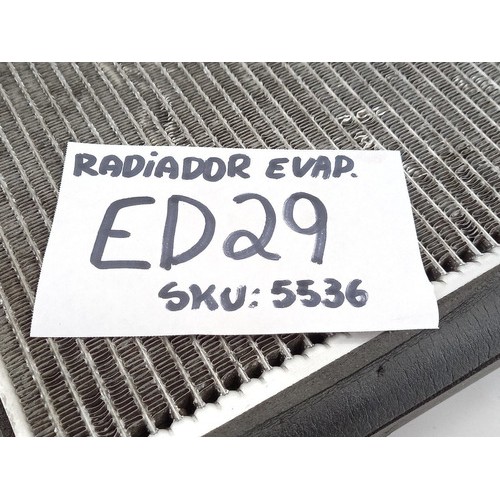 RADiADOR EVAP.
ED29
SKU: 5536